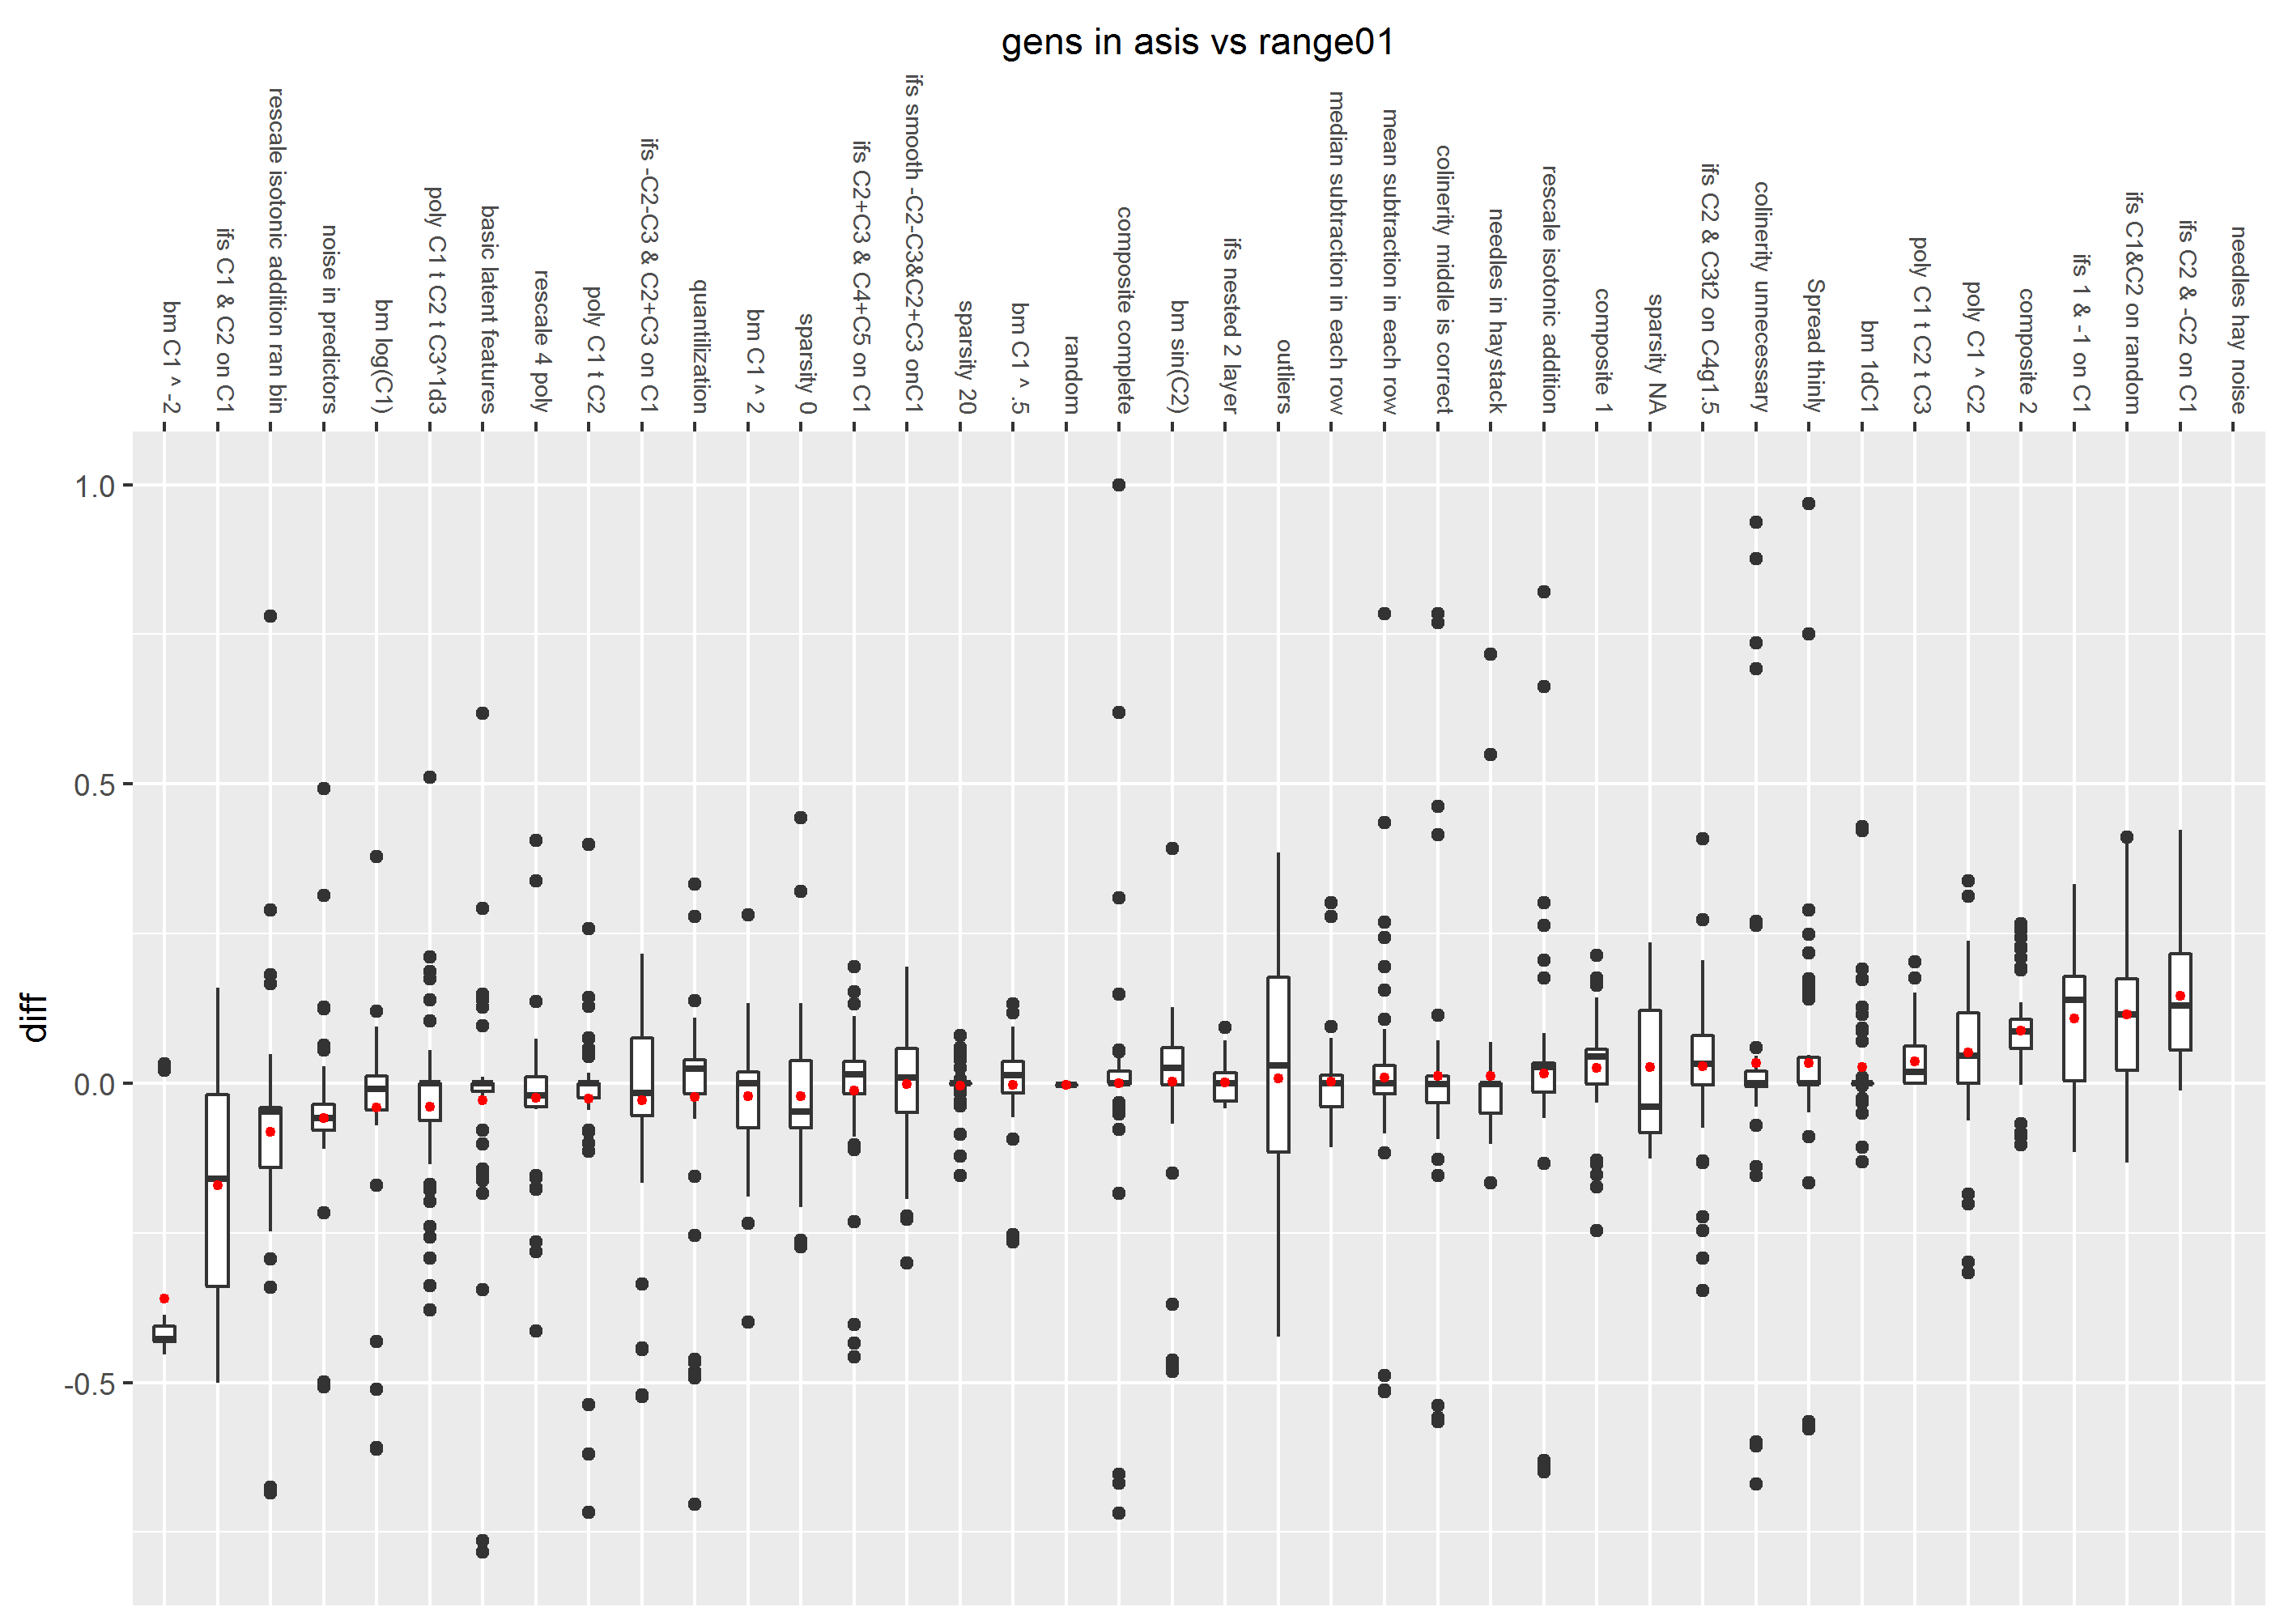 gens in asis vs range01
bm C1 ^ -2
ifs C1 & C2 on C1
rescale isotonic addition ran bin
noise in predictors
bm log(C1)
poly C1 t C2 t C3^1d3
basic latent features
rescale 4 poly
poly C1 t C2
ifs -C2-C3 & C2+C3 on C1
quantilization
bm C1 ^ 2
sparsity 0
ifs C2+C3 & C4+C5 on C1
ifs smooth -C2-C3&C2+C3 onC1
sparsity 20
bm C1 ^ .5
random
composite complete
bm sin(C2)
ifs nested 2 layer
outliers
median subtraction in each row
mean subtraction in each row
colinerity middle is correct
needles in haystack
rescale isotonic addition
composite 1
sparsity NA
ifs C2 & C3t2 on C4g1.5
colinerity unnecessary
Spread thinly
bm 1dC1
poly C1 t C2 t C3
poly C1 ^ C2
composite 2
ifs 1 & -1 on C1
ifs C1&C2 on random
ifs C2 & -C2 on C1
needles hay noise
1.0
0.5
0.0
-0.5
diff